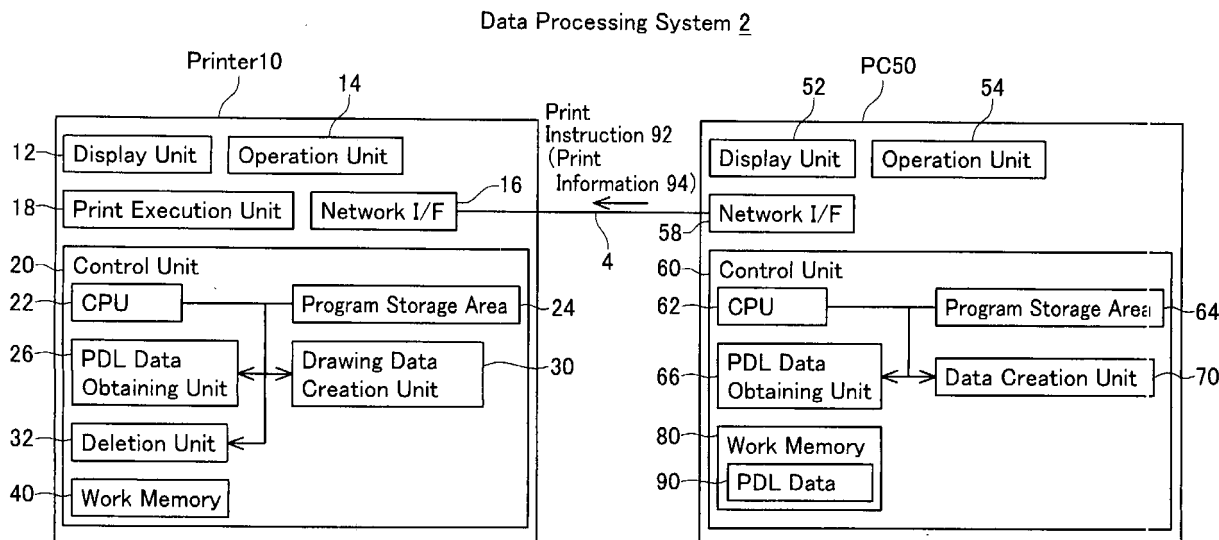 Data Processing System 2
Printer10
PC50
14
52
54
Print
Instruction 92
(Print
Information 94)
12
Display Unit
Operation Unit
16
18
Print Execution Unit
Network I/F
4
Display Unit
Operation Unit
Network I/F
58
20
Control Unit
22
CPU
Program Storage Area
24
26
PDL Data
Obtaining Unit
Drawing Data
Creation Unit
30
32
Deletion Unit
40
Work Memory
60
Control Unit
62
CPU
Program Storage Area
64
66
PDL Data
Obtaining Unit
Data Creation Unit
70
80
Work Memory
90
PDL Data